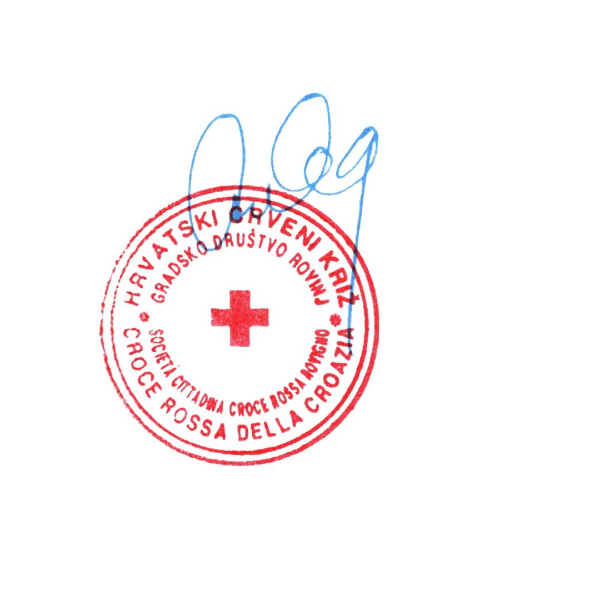 HRVATSKI CRVENI KRIŽ
GRADSKO DRUŠTVO ROVINJ
SOCIETÀ CITTADINA CROCE ROSSA ROVIGNO
CROCE ROSSA DELLA CROAZIA